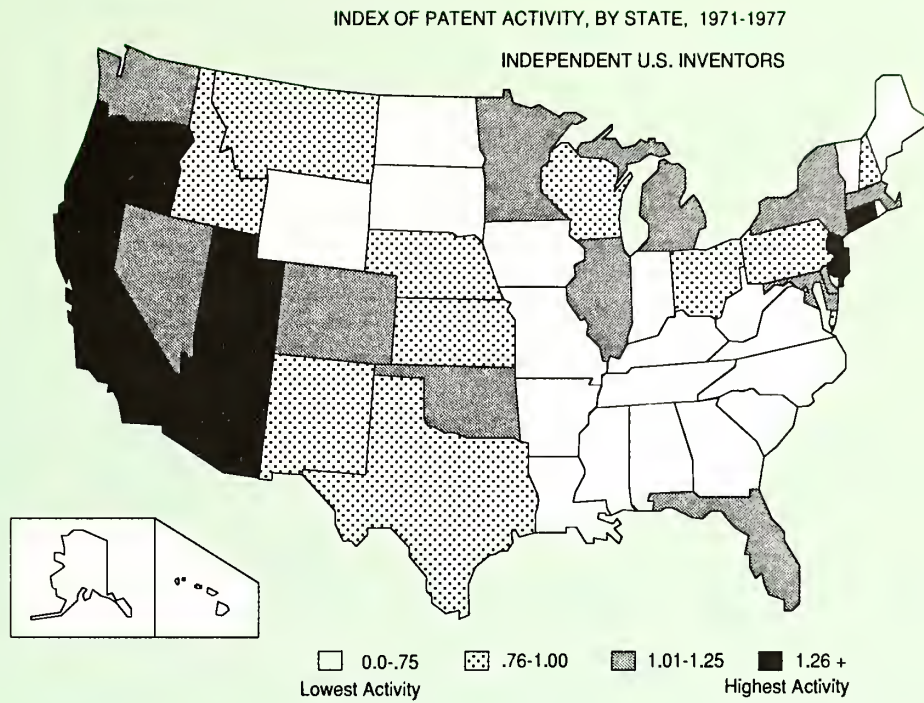 INDEX OF PATENT ACTIVITY, BY STATE, 1971-1977
INDEPENDENT U.S. INVENTORS
0.0-.75 .76-1.00 1.01-1.25 1.26 +
Lowest Activity Highest Activity